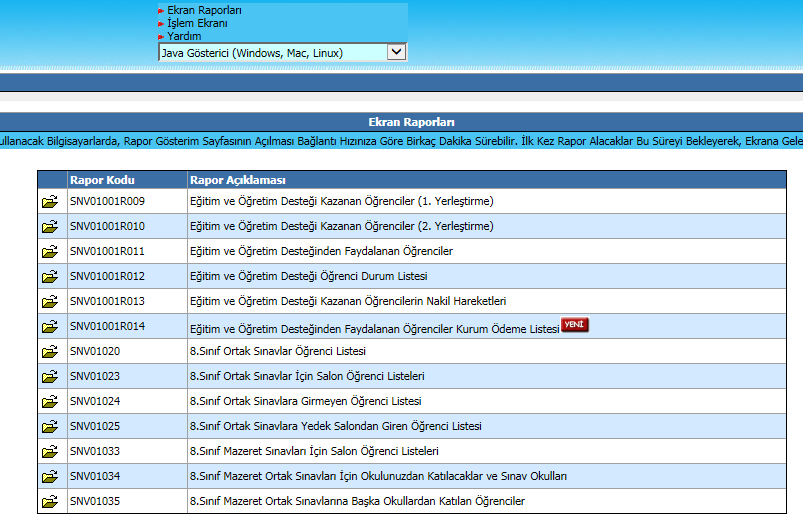 Ekran Raporları
İşlem Ekranı
Yardım
Java Gösterici (Windows, Mac, Linux)
Ekran Raporları
Bilgisayarlarda, Rapor Gösterim Sayfasının Açılması Bağlantı Hızınıza Göre Birkaç Dakika Sürebilir. İlk Kez Rapor Alacaklar Bu Süreyi Bekleyerek, Ekrana
Rapor Kodu Rapor Açıklaması
SNV01001R009 Eğitim ve Öğretim Desteği Kazanan Öğrenciler (1. Yerleştirme)
SNV01001R010 Eğitim ve Öğretim Desteği Kazanan Öğrenciler (2. Yerleştirme)
SNV01001R011 Eğitim ve Öğretim Desteğinden Faydalanan Öğrenciler
SNV01001R012 Eğitim ve Öğretim Desteği Öğrenci Durum Listesi
SNV01001R013 Eğitim ve Öğretim Desteği Kazanan Öğrencilerin Nakil Hareketleri
SNV01001R014 Eğitim ve Öğretim Desteğinden Faydalanan Öğrenciler Kurum Ödeme Listesi YENİ
SNV01020 8.Sınıf Ortak Sınavlar Öğrenci Listesi
SNV01023 8.Sınıf Ortak Sınavlar İçin Salon Öğrenci Listeleri
SNV01024 8.Sınıf Ortak Sınavlara Girmeyen Öğrenci Listesi
SNV01025 8.Sınıf Ortak Sınavlara Yedek Salondan Giren Öğrenci Listesi
SNV01033 8.Sınıf Mazeret Sınavları İçin Salon Öğrenci Listeleri
SNV01034 8.Sınıf Mazeret Ortak Sınavları İçin Okulunuzdan Katılacaklar ve Sınav Okulları
SNV01035 8.Sınıf Mazeret Ortak Sınavlarına Başka Okullardan Katılan Öğrenciler